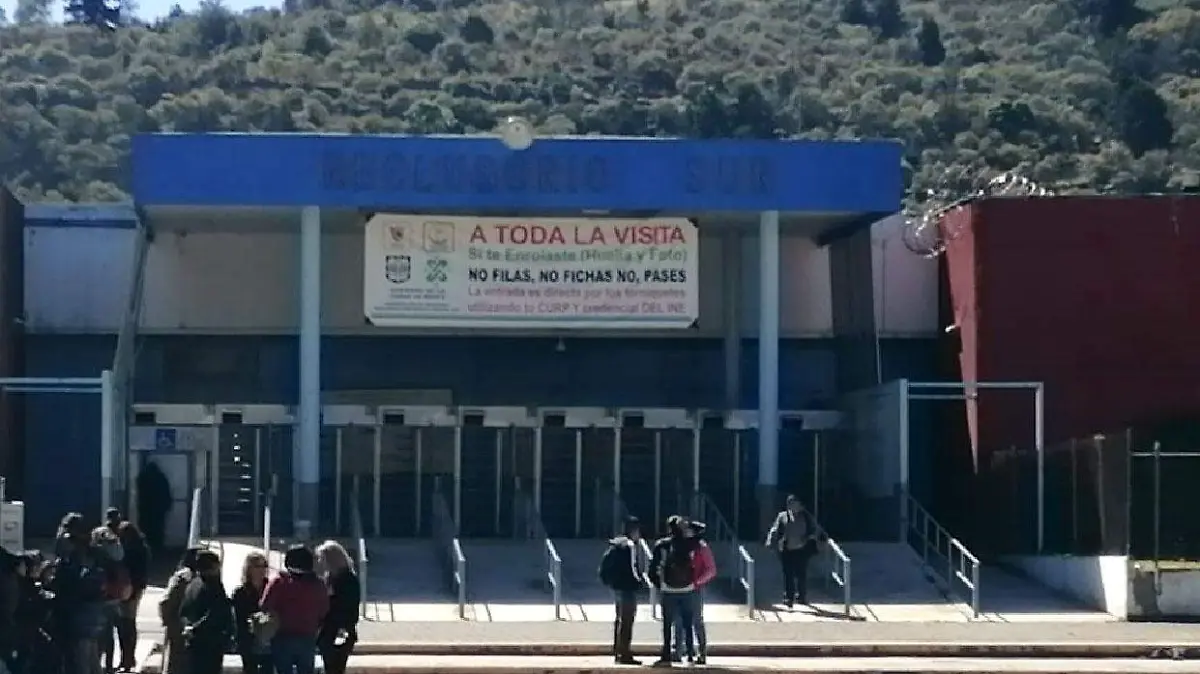 RECLUSORIO SUR
A TODA LA VISITA
Si te Enrolaste (Huella y Foto)
NO FILAS, NO FICHAS NO, PASES
La entrada es directa por los torniquetes
utilizando tu CURP Y credencial DEL INE